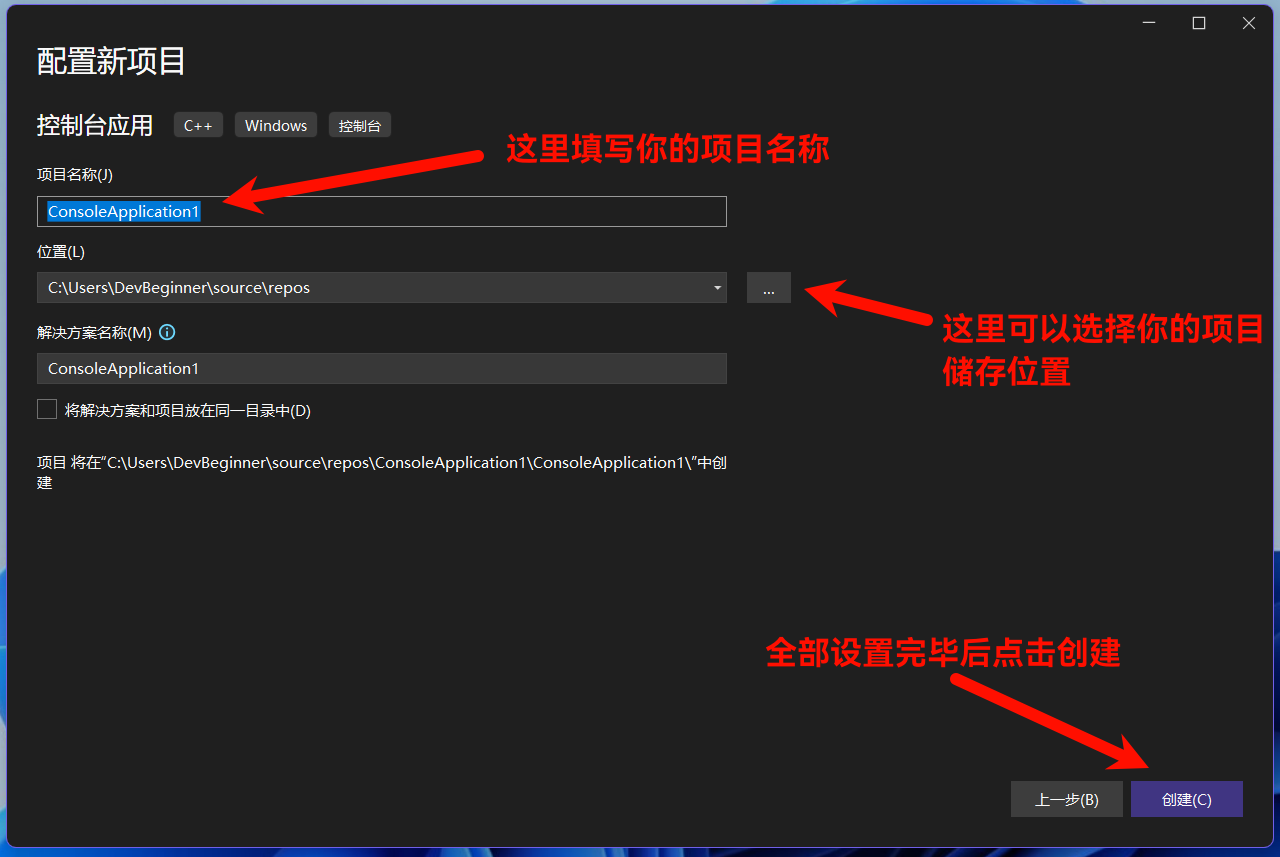 配置新项目
控制台应用 C++ Windows 控制台
这里填写你的项目名称
项目名称(J)
ConsoleApplication1
位置(L)
C:\Users\DevBeginner\source\repos
...
这里可以选择你的项目
储存位置
解决方案名称(M)
ConsoleApplication1
将解决方案和项目放在同一目录中(D)
项目 将在“C:\Users\DevBeginner\source\repos\ConsoleApplication1\ConsoleApplication1\”中创
建
全部设置完毕后点击创建
上一步(B) 创建(C)